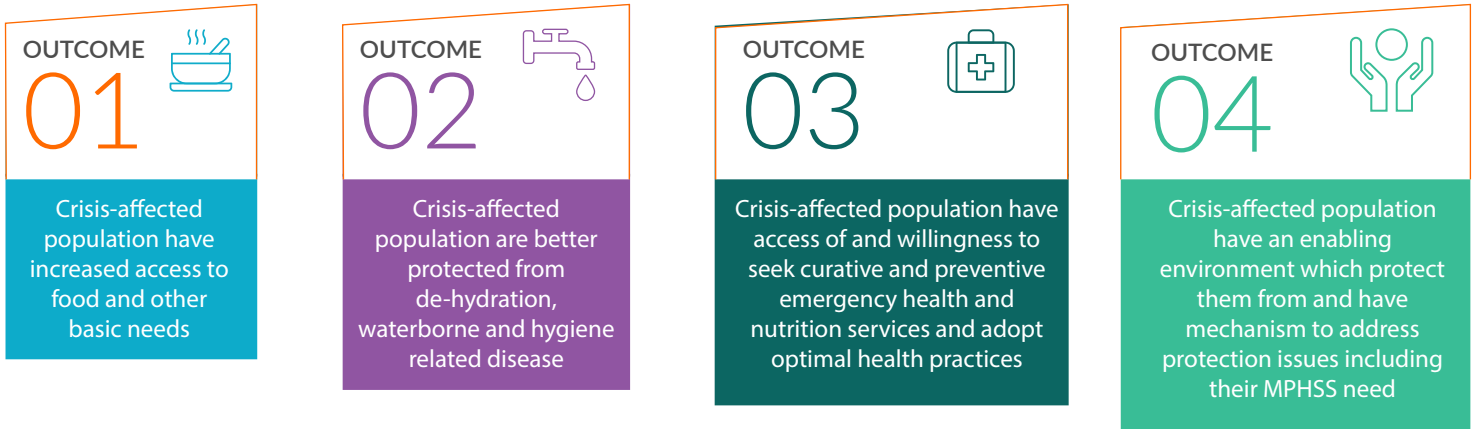 OUTCOME
01
Crisis-affected
population have
increased access to
food and other
basic needs
OUTCOME
02
Crisis-affected
population are better
protected from
de-hydration,
waterborne and hygiene
related disease
OUTCOME
03
Crisis-affected population have
access of and willingness to
seek curative and preventive
emergency health and
nutrition services and adopt
optimal health practices
OUTCOME
04
Crisis-affected population
have an enabling
environment which protect
them from and have
mechanism to address
protection issues including
their MPHSS need